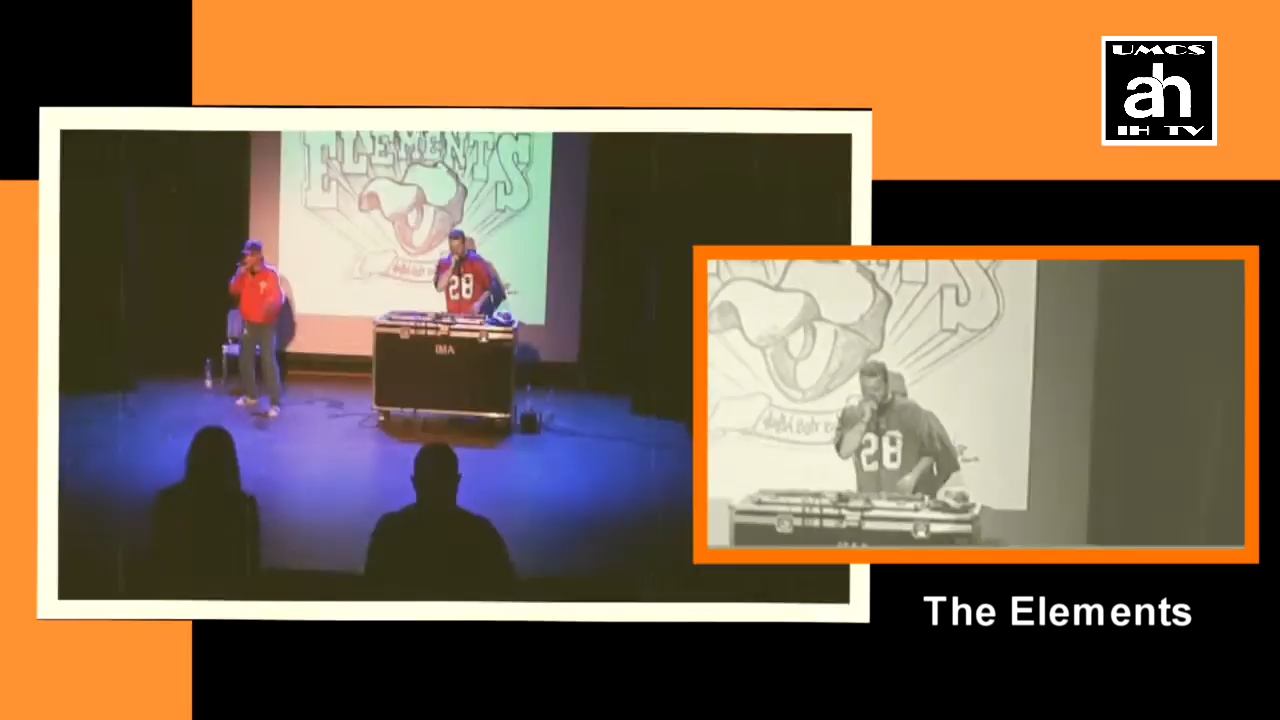 UMCS
ah
IH TV
ELEMENTS
28
IMA
28
The Elements